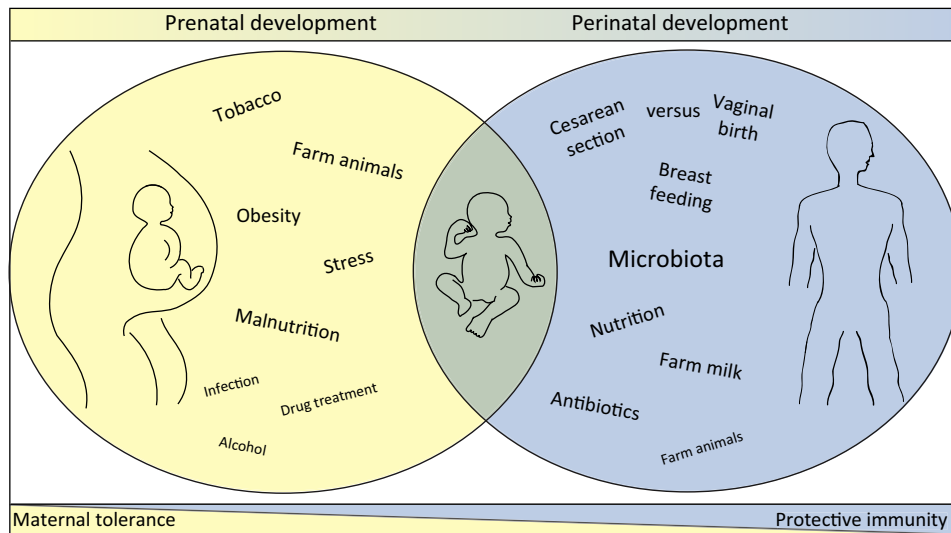 Prenatal development
Perinatal development
Tobacco
Farm animals
Obesity
Stress
Malnutrition
Infection
Drug treatment
Alcohol
Cesarean
section
versus
Vaginal
birth
Breast
feeding
Microbiota
Nutrition
Farm milk
Antibiotics
Farm animals
Maternal tolerance
Protective immunity